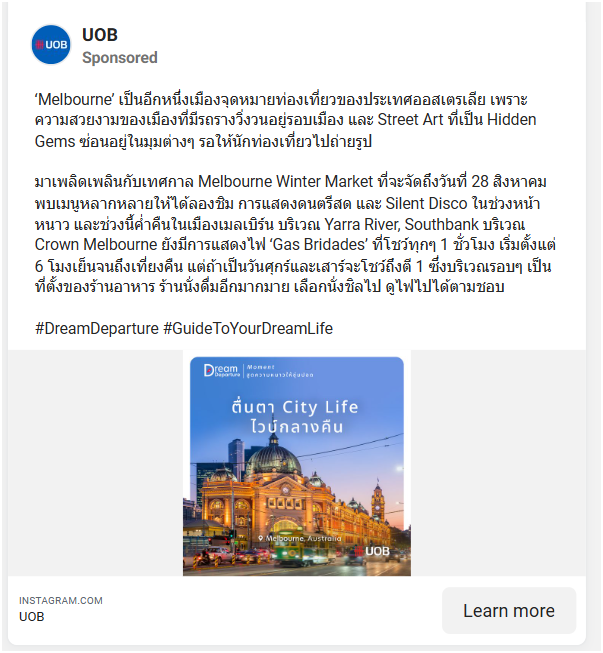 UOB
UOB
Sponsored
‘Melbourne’ เป็นอีกหนึ่งเมืองจุดหมายท่องเที่ยวของประเทศออสเตรเลีย เพราะ
ความสวยงามของเมืองที่มีรถรางวิ่งวนอยู่รอบเมือง และ Street Art ที่เป็น Hidden
Gems ซ่อนอยู่ในมุมต่างๆ รอให้นักท่องเที่ยวไปถ่ายรูป
มาเพลิดเพลินกับเทศกาล Melbourne Winter Market ที่จะจัดถึงวันที่ 28 สิงหาคม
พบเมนูหลากหลายให้ได้ลองชิม การแสดงดนตรีสด และ Silent Disco ในช่วงหน้า
หนาว และช่วงนี้ค่ำคืนในเมืองเมลเบิร์น บริเวณ Yarra River, Southbank บริเวณ
Crown Melbourne ยังมีการแสดงไฟ ‘Gas Bridades’ ที่โชว์ทุกๆ 1 ชั่วโมง เริ่มตั้งแต่
6 โมงเย็นจนถึงเที่ยงคืน แต่ถ้าเป็นวันศุกร์และเสาร์จะโชว์ถึงตี 1 ซึ่งบริเวณรอบๆ เป็น
ที่ตั้งของร้านอาหาร ร้านนั่งดื่มอีกมากมาย เลือกนั่งชิลไป ดูไฟไปได้ตามชอบ
#DreamDeparture #GuideToYourDreamLife
Dream Departure
Moment
สูดความหนาวให้ชุ่มปอด
ตื่นตา City Life
ไวบ์กลางคืน
Melbourne, Australia
UOB
INSTAGRAM.COM
UOB
Learn more